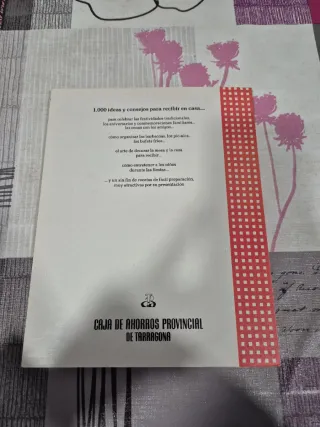 1.000 ideas y consejos para recibir en casa...
para celebrar las festividades tradicionales,
los aniversarios y conmemoraciones familiares,
las cenas con los amigos...
cómo organizar las barbacoas, los picnics,
los bufets fríos...
el arte de decorar la mesa y la casa
para recibir...
cómo entretener a los niños
durante las fiestas...
...y un sin fin de recetas de fácil preparación,
muy atractivas por su presentación
CAJA DE AHORROS PROVINCIAL
DE TARRAGONA